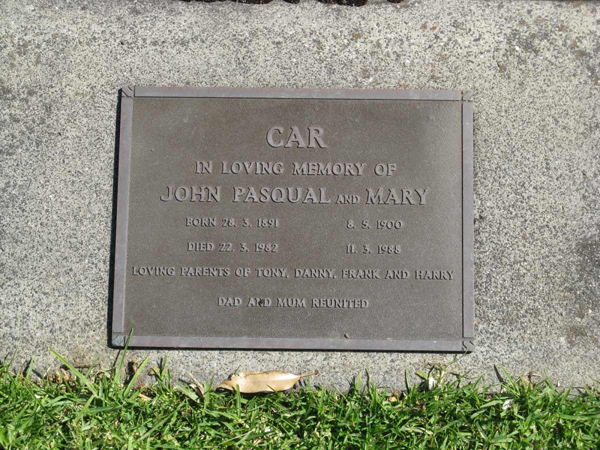 CAR
IN LOVING MEMORY OF
JOHN PASQUAL AND MARY
BORN 28. 3. 1891 8. 5. 1900
DIED 22. 3. 1982 11. 3. 1988
LOVING PARENTS OF TONY, DANNY, FRANK AND HARRY
DAD AND MUM REUNITED